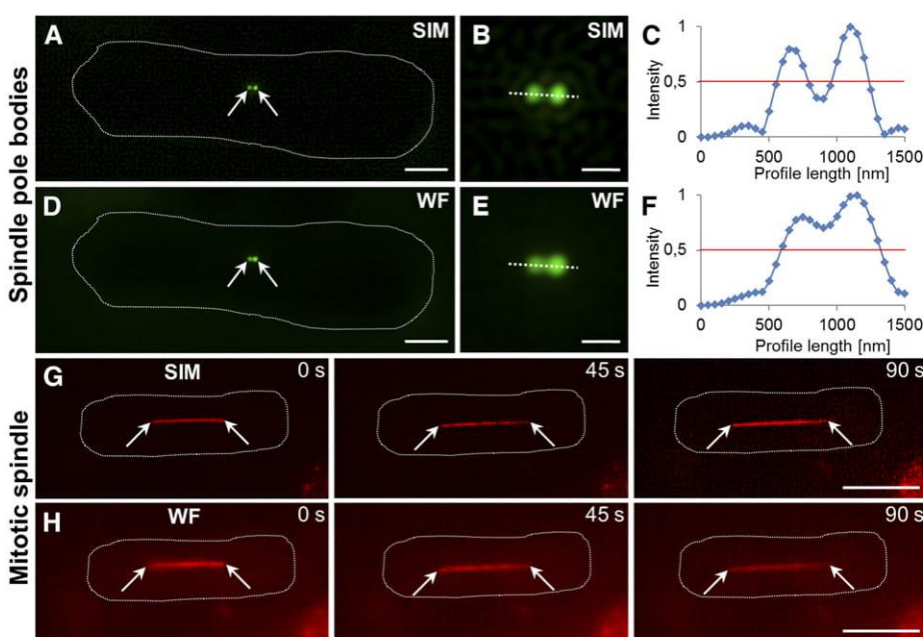 Spindle pole bodies
A SIM
B SIM
C
Intensity
1
0,5
0
0 500 1000 1500
Profile length [nm]
D WF
E WF
F
Intensity
1
0,5
0
0 500 1000 1500
Profile length [nm]
Mitotic spindle
G SIM 0 s 45 s 90 s
H WF 0 s 45 s 90 s